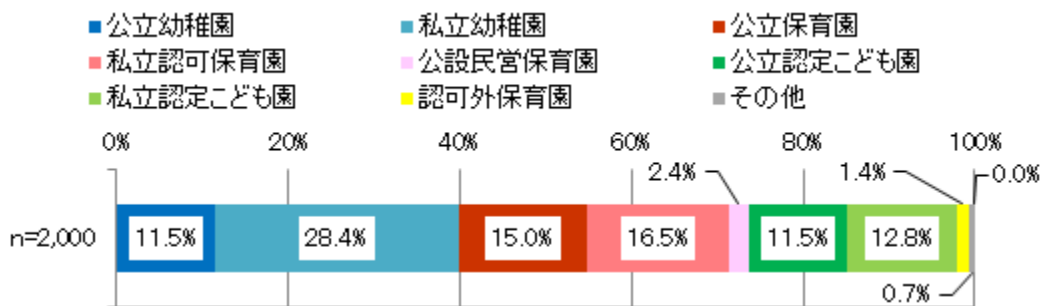 ■公立幼稚園 ■私立幼稚園 ■公立保育園
■私立認可保育園 ■公設民営保育園 ■公立認定こども園
■私立認定こども園 ■認可外保育園 ■その他
0% 20% 40% 60% 80% 100%
2.4% 1.4% 0.0%
n=2,000 11.5% 28.4% 15.0% 16.5% 11.5% 12.8%
0.7%